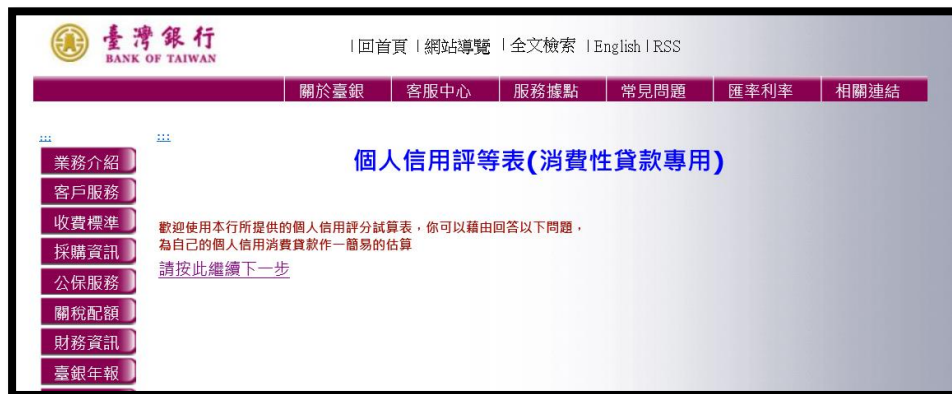 臺灣銀行
BANK OF TAIWAN
|回首頁|網站導覽|全文檢索|English|RSS
關於臺銀 客服中心 服務據點 常見問題 匯率利率 相關連結
:::
:::
個人信用評等表(消費性貸款專用)
業務介紹
客戶服務
收費標準
採購資訊
公保服務
關稅配額
財務資訊
臺銀年報
歡迎使用本行所提供的個人信用評分試算表，你可以藉由回答以下問題，
為自己的個人信用消費貸款作一簡易的估算
請按此繼續下一步